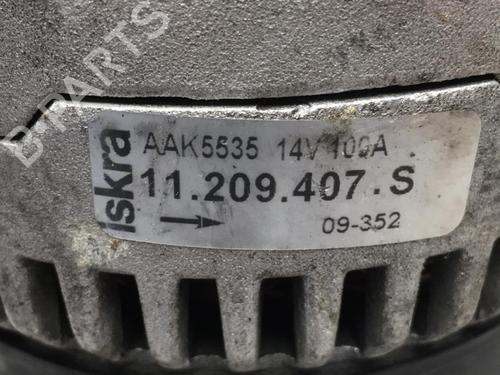 B-PARTS
iskra
AAK5535 14V 100A
11.209.407.S
09-352